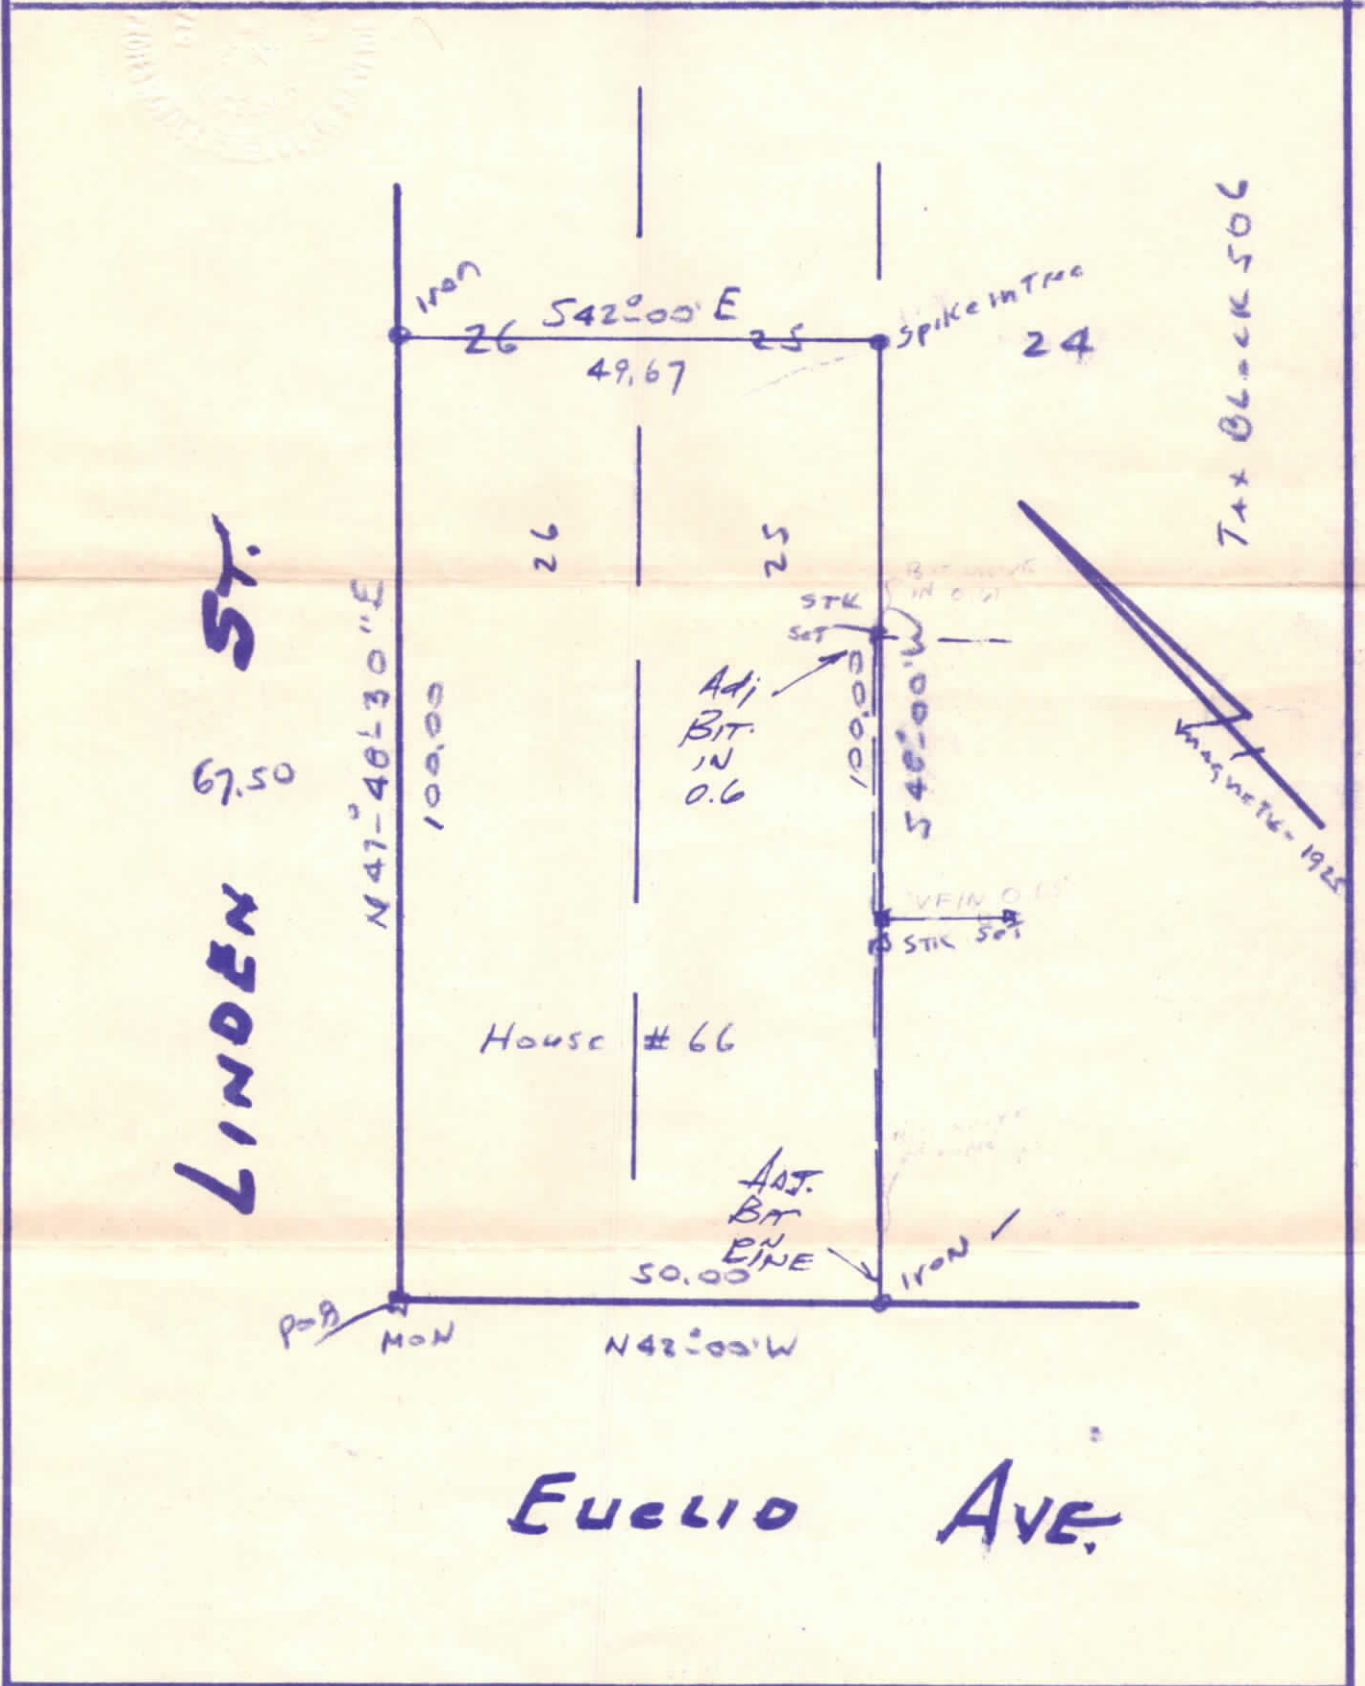 Iron
S42°-00' E
26
25
Spike in Tree
24
49.67
TAX BLOCK 506
26
25
LINDEN ST.
67.50
N47°-48'-30"E
100.00
STK
SET
Adj
BIT.
IN
0.6
100.00
S48°-00'W
Magnetic - 1925
STK Set
House # 66
ADJ.
BIT
IN
LINE
50.00
Iron
P.O.B
MON
N42°-00'W
EUCLID AVE.